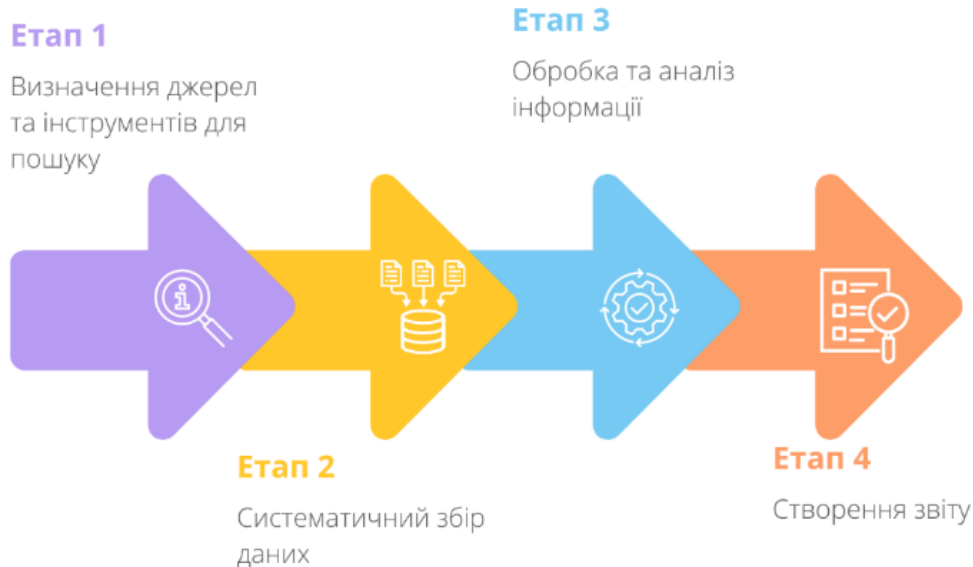 Етап 1
Визначення джерел
та інструментів для
пошуку
Етап 2
Систематичний збір
даних
Етап 3
Обробка та аналіз
інформації
Етап 4
Створення звіту